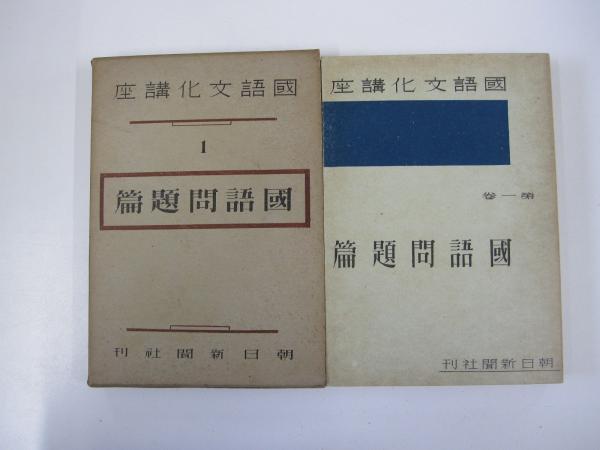 國語文化講座
1
國語問題篇
朝日新聞社刊
國語文化講座
第一卷
國語問題篇
朝日新聞社刊